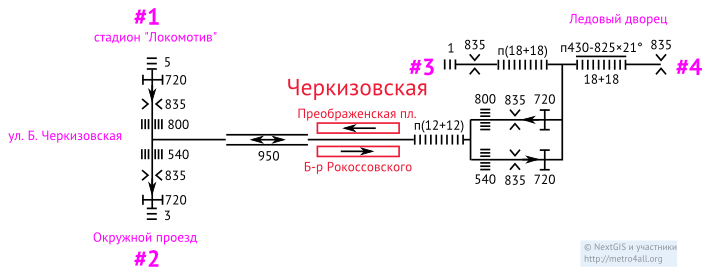 #1
стадион "Локомотив"
5
720
835
800
ул. Б. Черкизовская
540
835
720
3
Окружной проезд
#2
950
Черкизовская
Преображенская пл.
Б-р Рокоссовского
п(12+12)
#3
1
835
п(18+18)
Ледовый дворец
п430-825×21°
18+18
835
#4
800
835
720
540
835
720
© NextGIS и участники
http://metro4all.org